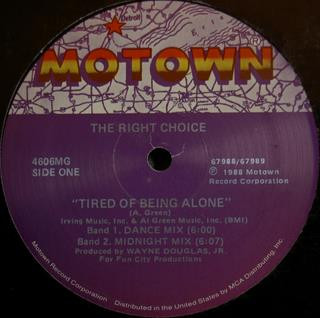 Detroit
MOTOWN
THE RIGHT CHOICE
4606MG
SIDE ONE
67988/67989
℗ 1988 Motown
Record Corporation
"TIRED OF BEING ALONE"
(A. Green)
Irving Music, Inc. & Al Green Music, Inc. (BMI)
Band 1. DANCE MIX (6:00)
Band 2. MIDNIGHT MIX (6:07)
Produced by WAYNE DOUGLAS, JR.
For Fun City Productions
Motown Record Corporation Distributed in the United States by MCA Distributing, Inc.